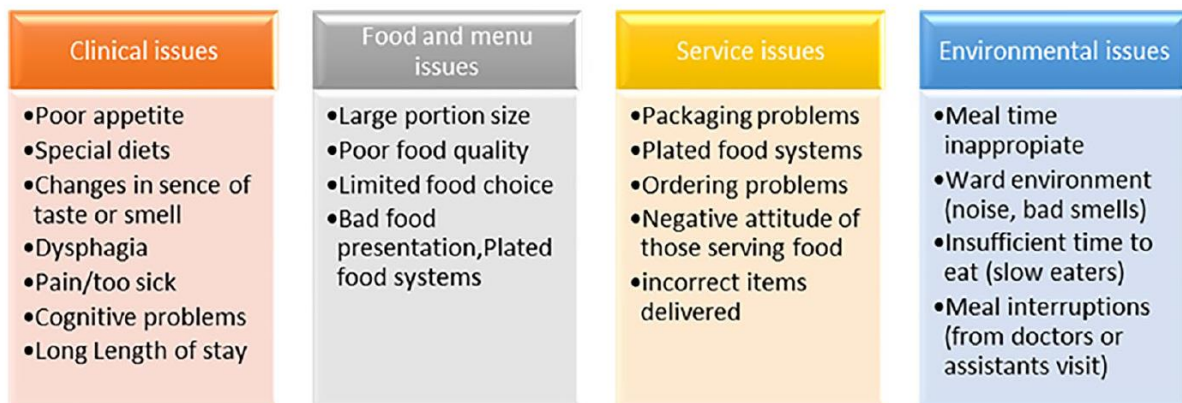 Clinical issues
•Poor appetite
•Special diets
•Changes in sence of
taste or smell
•Dysphagia
•Pain/too sick
•Cognitive problems
•Long Length of stay
Food and menu
issues
•Large portion size
•Poor food quality
•Limited food choice
•Bad food
presentation,Plated
food systems
Service issues
•Packaging problems
•Plated food systems
•Ordering problems
•Negative attitude of
those serving food
•incorrect items
delivered
Environmental issues
•Meal time
inappropiate
•Ward environment
(noise, bad smells)
•Insufficient time to
eat (slow eaters)
•Meal interruptions
(from doctors or
assistants visit)